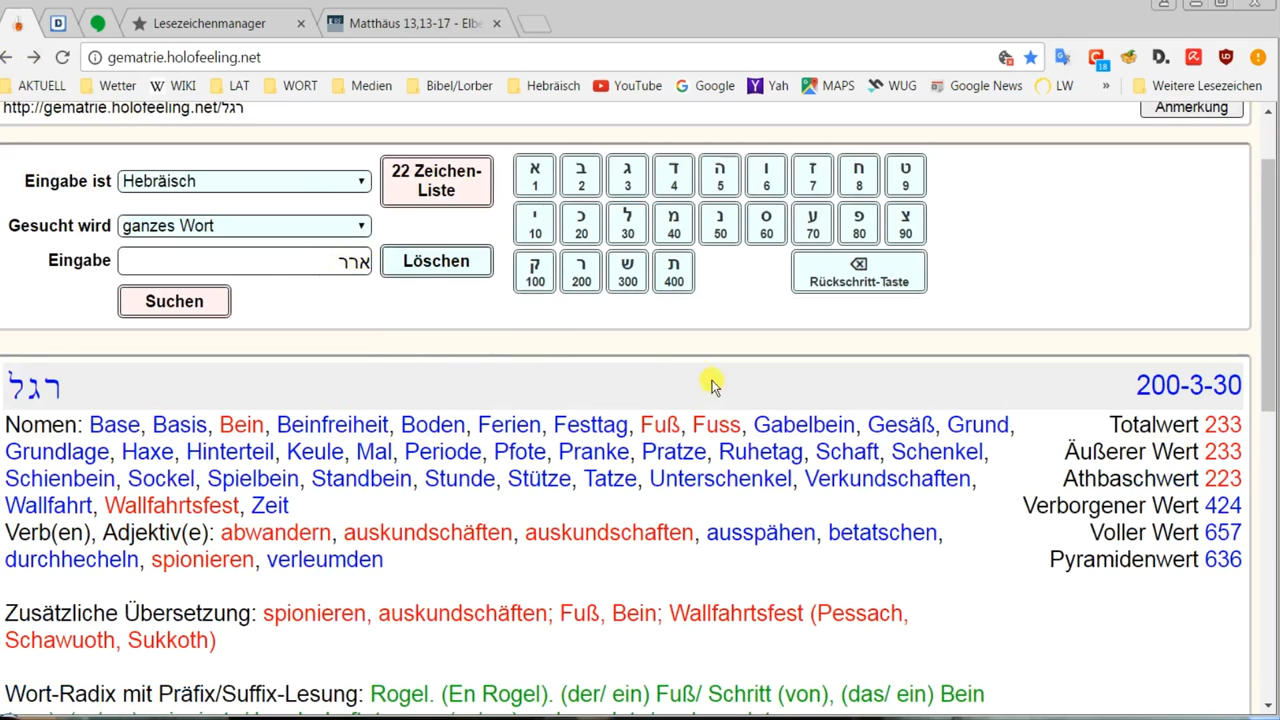 Lesezeichenmanager × Matthäus 13,13-17 - Elbe ×
gematrie.holofeeling.net
AKTUELL Wetter WIKI LAT WORT Medien Bibel/Lorber Hebräisch YouTube Google Yah MAPS WUG Google News LW » Weitere Lesezeichen
http://gematrie.holofeeling.net/רגל
Anmerkung
Eingabe ist Hebräisch
22 Zeichen-
Liste
Gesucht wird ganzes Wort
Eingabe ארר Löschen
Suchen
א ב ג ד ה ו ז ח ט
1 2 3 4 5 6 7 8 9
י כ ל מ נ ס ע פ צ
10 20 30 40 50 60 70 80 90
ק ר ש ת
100 200 300 400 Rückschritt-Taste
רגל 200-3-30
Nomen: Base, Basis, Bein, Beinfreiheit, Boden, Ferien, Festtag, Fuß, Fuss, Gabelbein, Gesäß, Grund,
Grundlage, Haxe, Hinterteil, Keule, Mal, Periode, Pfote, Pranke, Pratze, Ruhetag, Schaft, Schenkel,
Schienbein, Sockel, Spielbein, Standbein, Stunde, Stütze, Tatze, Unterschenkel, Verkundschaften,
Wallfahrt, Wallfahrtsfest, Zeit
Verb(en), Adjektiv(e): abwandern, auskundschäften, auskundschaften, ausspähen, betatschen,
durchhecheln, spionieren, verleumden
Totalwert 233
Äußerer Wert 233
Athbaschwert 223
Verborgener Wert 424
Voller Wert 657
Pyramidenwert 636
Zusätzliche Übersetzung: spionieren, auskundschäften; Fuß, Bein; Wallfahrtsfest (Pessach,
Schawuoth, Sukkoth)
Wort-Radix mit Präfix/Suffix-Lesung: Rogel. (En Rogel). (der/ ein) Fuß/ Schritt (von), (das/ ein) Bein